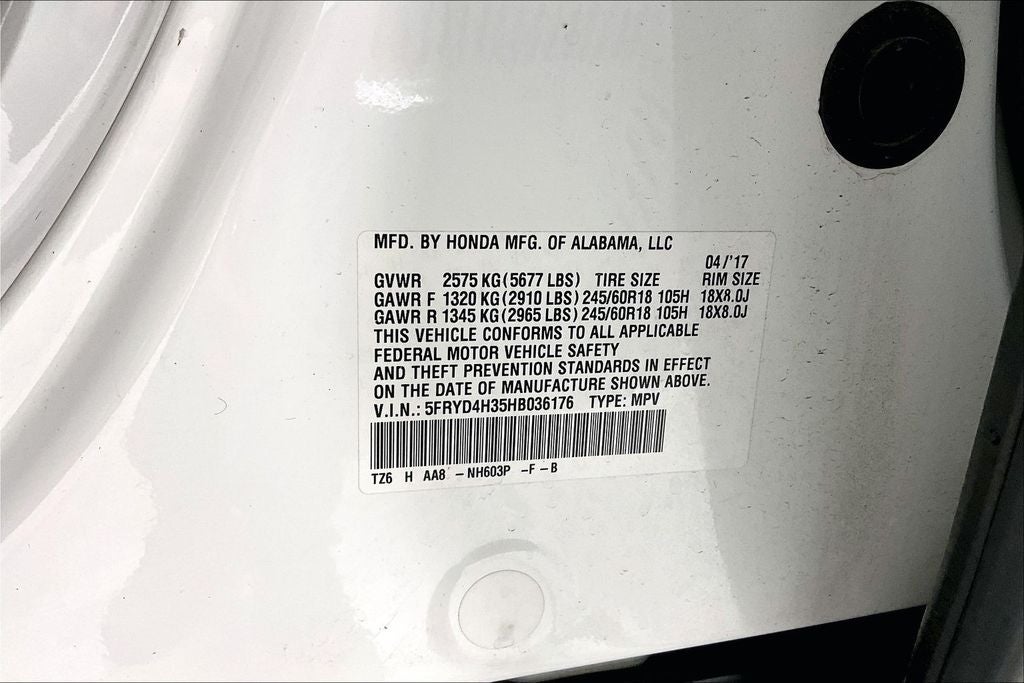 MFD. BY HONDA MFG. OF ALABAMA, LLC
04/'17
GVWR 2575 KG (5677 LBS) TIRE SIZE RIM SIZE
GAWR F 1320 KG (2910 LBS) 245/60R18 105H 18X8.0J
GAWR R 1345 KG (2965 LBS) 245/60R18 105H 18X8.0J
THIS VEHICLE CONFORMS TO ALL APPLICABLE
FEDERAL MOTOR VEHICLE SAFETY
AND THEFT PREVENTION STANDARDS IN EFFECT
ON THE DATE OF MANUFACTURE SHOWN ABOVE.
V.I.N.: 5FRYD4H35HB036176 TYPE: MPV
TZ6 H AA8 - NH603P -F - B